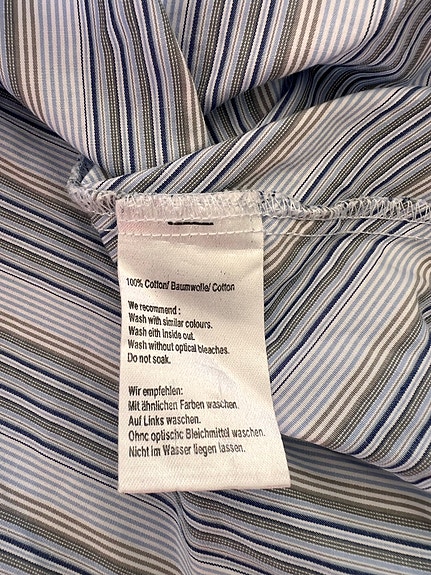 100% Cotton/ Baumwolle/ Cotton
We recommend :
Wash with similar colours.
Wash eith inside out.
Wash without optical bleaches.
Do not soak.
Wir empfehlen:
Mit ähnlichen Farben waschen.
Auf Links waschen.
Ohne optische Bleichmittöl waschen.
Nicht im Wasser liegen lassen.